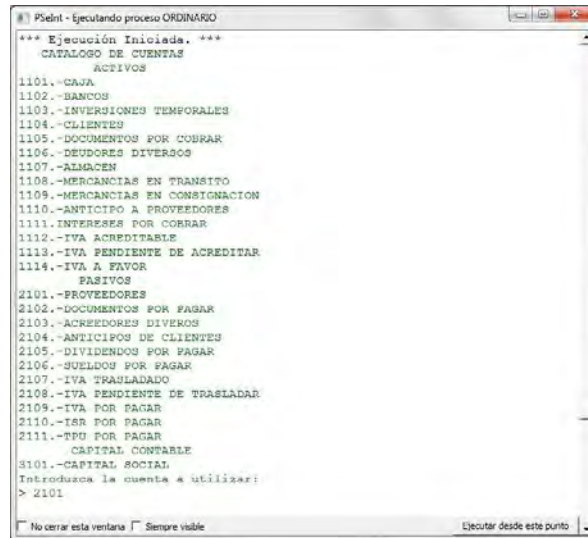 PSeInt - Ejecutando proceso ORDINARIO
*** Ejecución Iniciada. ***
CATALOGO DE CUENTAS
ACTIVOS
1101.-CAJA
1102.-BANCOS
1103.-INVERSIONES TEMPORALES
1104.-CLIENTES
1105.-DOCUMENTOS POR COBRAR
1106.-DEUDORES DIVERSOS
1107.-ALMACEN
1108.-MERCANCIAS EN TRANSITO
1109.-MERCANCIAS EN CONSIGNACION
1110.-ANTICIPO A PROVEEDORES
1111.INTERESES POR COBRAR
1112.-IVA ACREDITABLE
1113.-IVA PENDIENTE DE ACREDITAR
1114.-IVA A FAVOR
PASIVOS
2101.-PROVEEDORES
2102.-DOCUMENTOS POR PAGAR
2103.-ACREEDORES DIVEROS
2104.-ANTICIPOS DE CLIENTES
2105.-DIVIDENDOS POR PAGAR
2106.-SUELDOS POR PAGAR
2107.-IVA TRASLADADO
2108.-IVA PENDIENTE DE TRASLADAR
2109.-IVA POR PAGAR
2110.-ISR POR PAGAR
2111.-TPU POR PAGAR
CAPITAL CONTABLE
3101.-CAPITAL SOCIAL
Introduzca la cuenta a utilizar:
> 2101
No cerrar esta ventana Siempre visible Ejecutar desde este punto